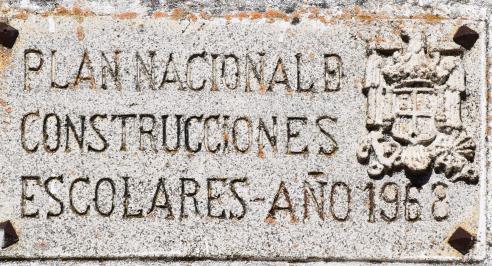 PLAN NACIONAL D
CONSTRUCCIONES
ESCOLARES-AÑO 1968